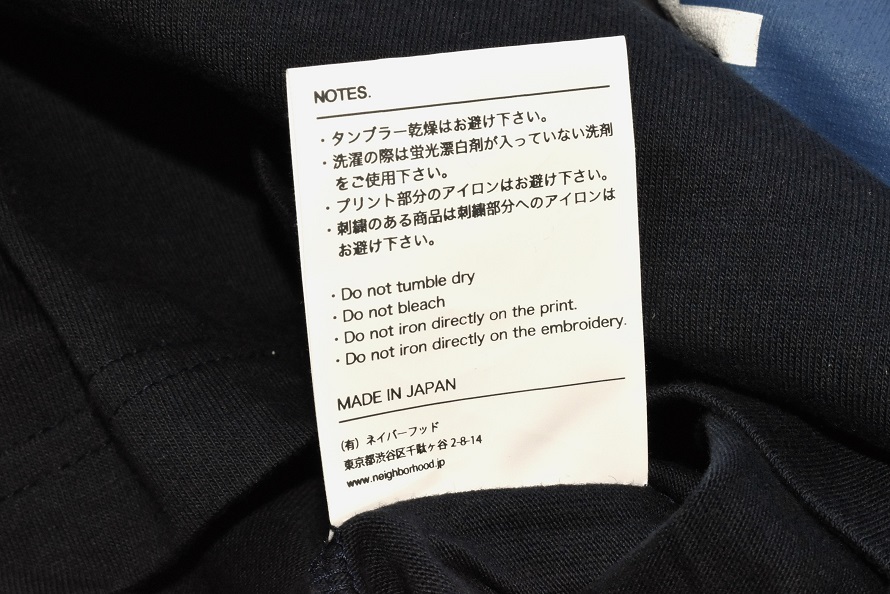 NOTES.
・タンブラー乾燥はお避け下さい。
・洗濯の際は蛍光漂白剤が入っていない洗剤
をご使用下さい。
・プリント部分のアイロンはお避け下さい。
・刺繍のある商品は刺繍部分へのアイロンは
お避け下さい。
・Do not tumble dry
・Do not bleach
・Do not iron directly on the print.
・Do not iron directly on the embroidery.
MADE IN JAPAN
(有) ネイバーフッド
東京都渋谷区千駄ヶ谷 2-8-14
www.neighborhood.jp